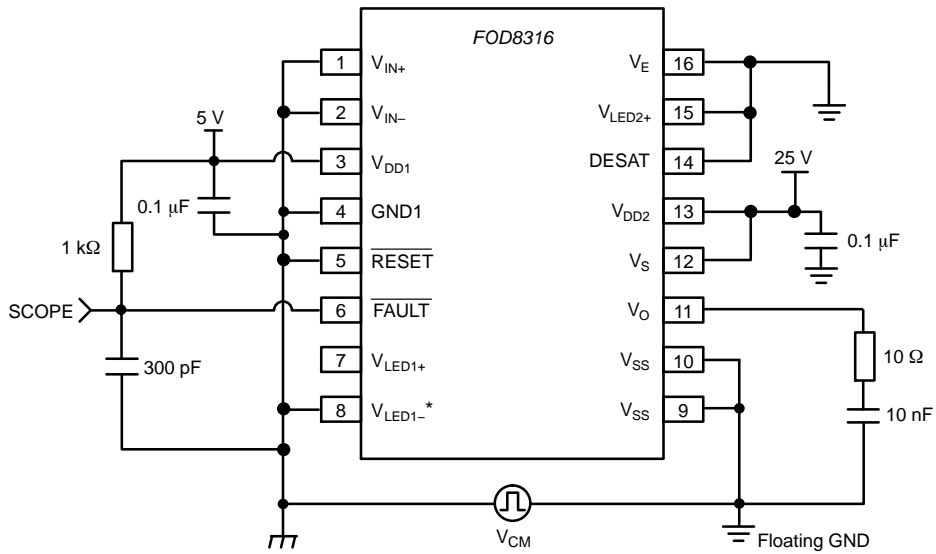 FOD8316
1 V_IN+
2 V_IN–
3 V_DD1
4 GND1
5 RESET
6 FAULT
7 V_LED1+
8 V_LED1–*
16 V_E
15 V_LED2+
14 DESAT
13 V_DD2
12 V_S
11 V_O
10 V_SS
9 V_SS
5 V
0.1 μF
1 kΩ
SCOPE
300 pF
25 V
0.1 μF
10 Ω
10 nF
V_CM
Floating GND